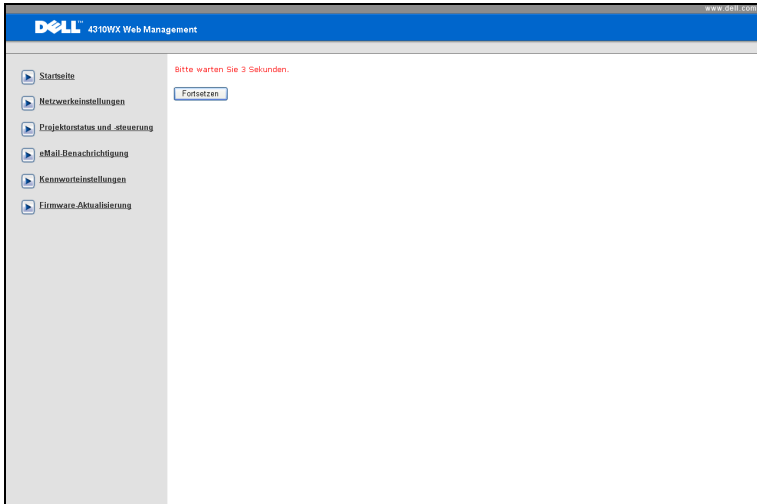 www.dell.com
DELL™ 4310WX Web Management
Startseite
Netzwerkeinstellungen
Projektorstatus und -steuerung
eMail-Benachrichtigung
Kennworteinstellungen
Firmware-Aktualisierung
Bitte warten Sie 3 Sekunden.
Fortsetzen